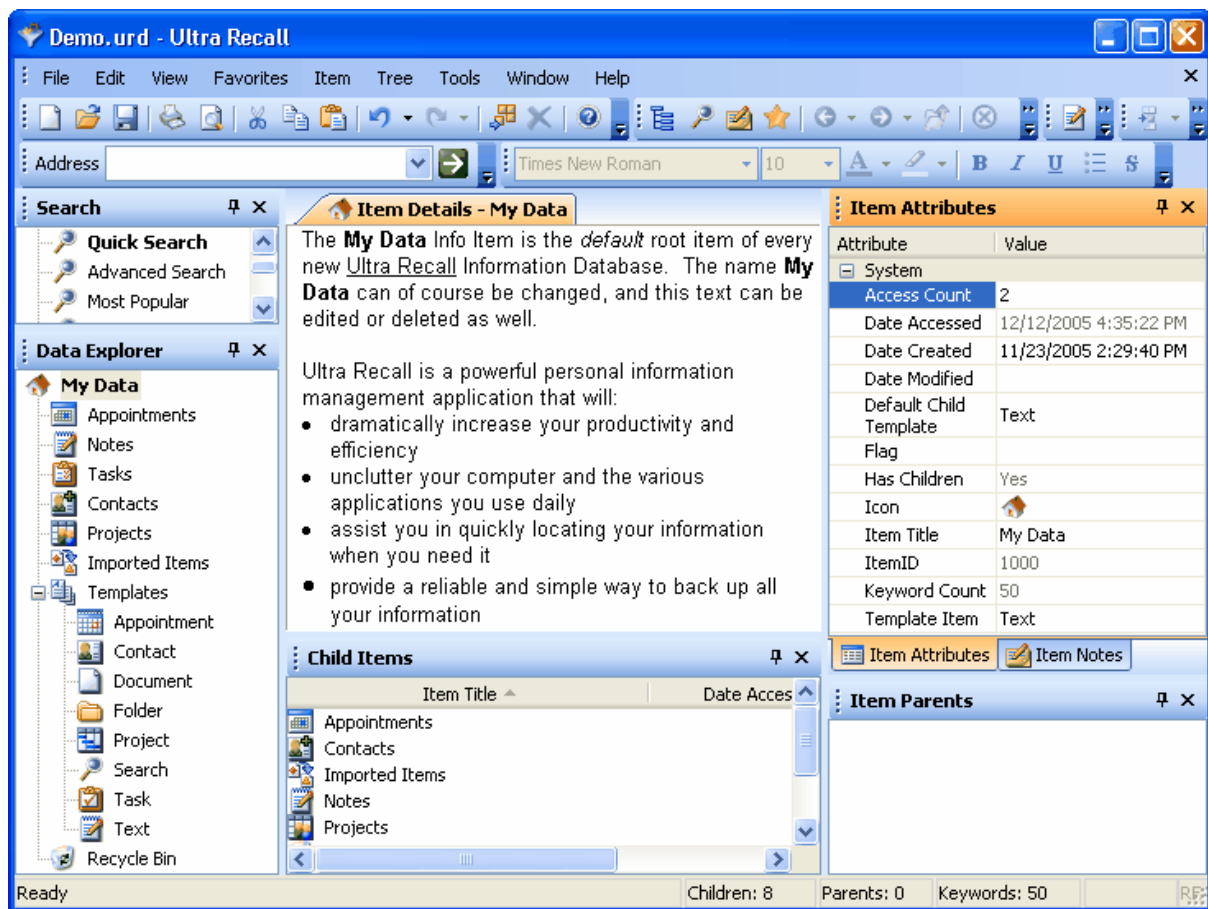 Demo.urd - Ultra Recall
File Edit View Favorites Item Tree Tools Window Help
Address
Times New Roman 10 A B I U S
Search
Quick Search
Advanced Search
Most Popular
Data Explorer
My Data
Appointments
Notes
Tasks
Contacts
Projects
Imported Items
Templates
Appointment
Contact
Document
Folder
Project
Search
Task
Text
Recycle Bin
Item Details - My Data
The My Data Info Item is the default root item of every
new Ultra Recall Information Database. The name My
Data can of course be changed, and this text can be
edited or deleted as well.
Ultra Recall is a powerful personal information
management application that will:
• dramatically increase your productivity and
efficiency
• unclutter your computer and the various
applications you use daily
• assist you in quickly locating your information
when you need it
• provide a reliable and simple way to back up all
your information
Child Items
Item Title Date Acces
Appointments
Contacts
Imported Items
Notes
Projects
Item Attributes
Attribute Value
System
Access Count 2
Date Accessed 12/12/2005 4:35:22 PM
Date Created 11/23/2005 2:29:40 PM
Date Modified
Default Child
Template Text
Flag
Has Children Yes
Icon
Item Title My Data
ItemID 1000
Keyword Count 50
Template Item Text
Item Attributes Item Notes
Item Parents
Ready Children: 8 Parents: 0 Keywords: 50